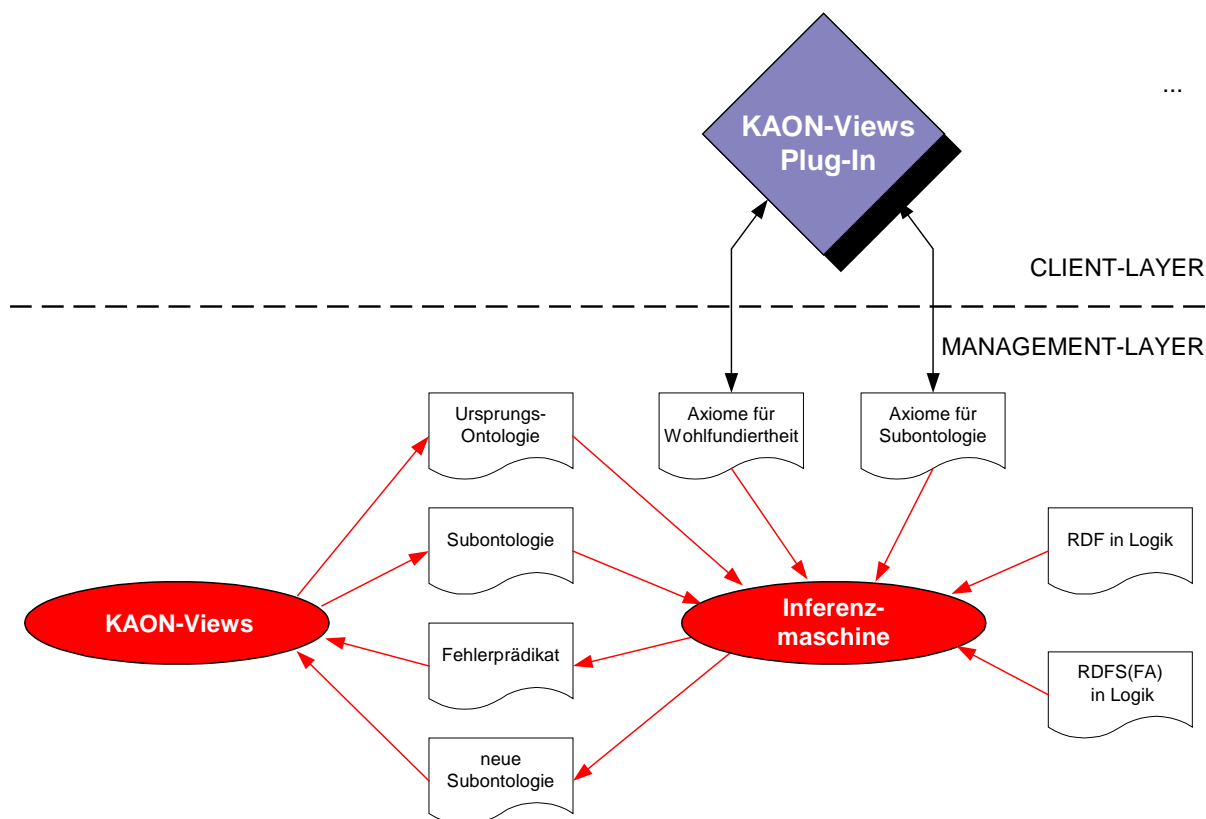 ...
KAON-Views
Plug-In
CLIENT-LAYER
MANAGEMENT-LAYER
Ursprungs-
Ontologie
Axiome für
Wohlfundiertheit
Axiome für
Subontologie
Subontologie
RDF in Logik
KAON-Views
Inferenz-
maschine
Fehlerprädikat
RDFS(FA)
in Logik
neue
Subontologie